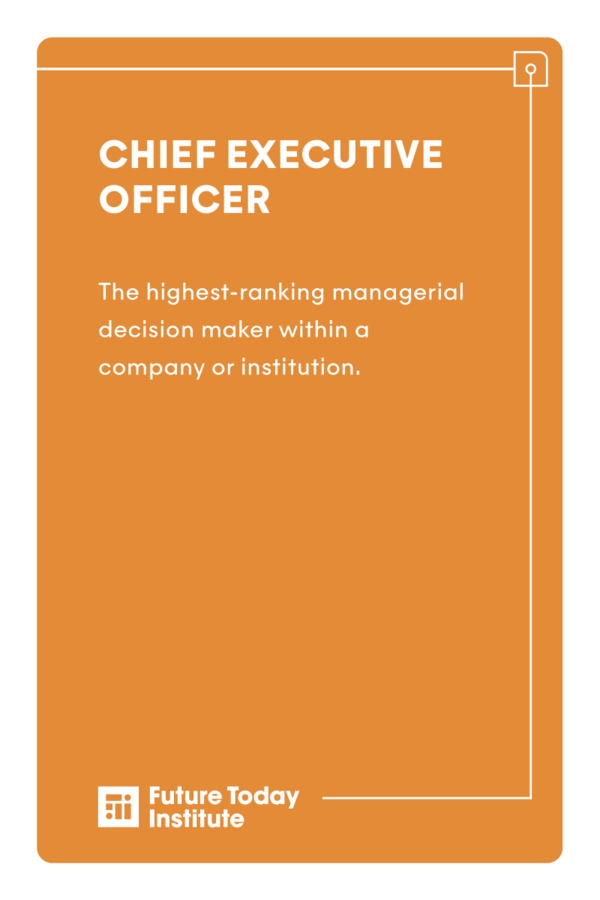 CHIEF EXECUTIVE
OFFICER
The highest-ranking managerial
decision maker within a
company or institution.
Future Today
Institute